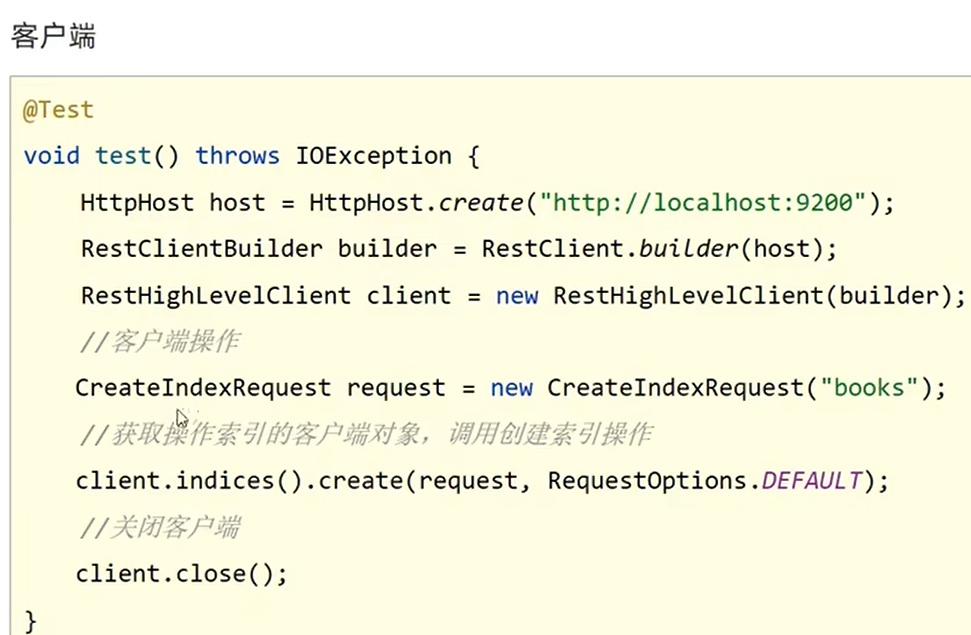 客户端
@Test
void test() throws IOException {
HttpHost host = HttpHost.create("http://localhost:9200");
RestClientBuilder builder = RestClient.builder(host);
RestHighLevelClient client = new RestHighLevelClient(builder);
//客户端操作
CreateIndexRequest request = new CreateIndexRequest("books");
//获取操作索引的客户端对象，调用创建索引操作
client.indices().create(request, RequestOptions.DEFAULT);
//关闭客户端
client.close();
}